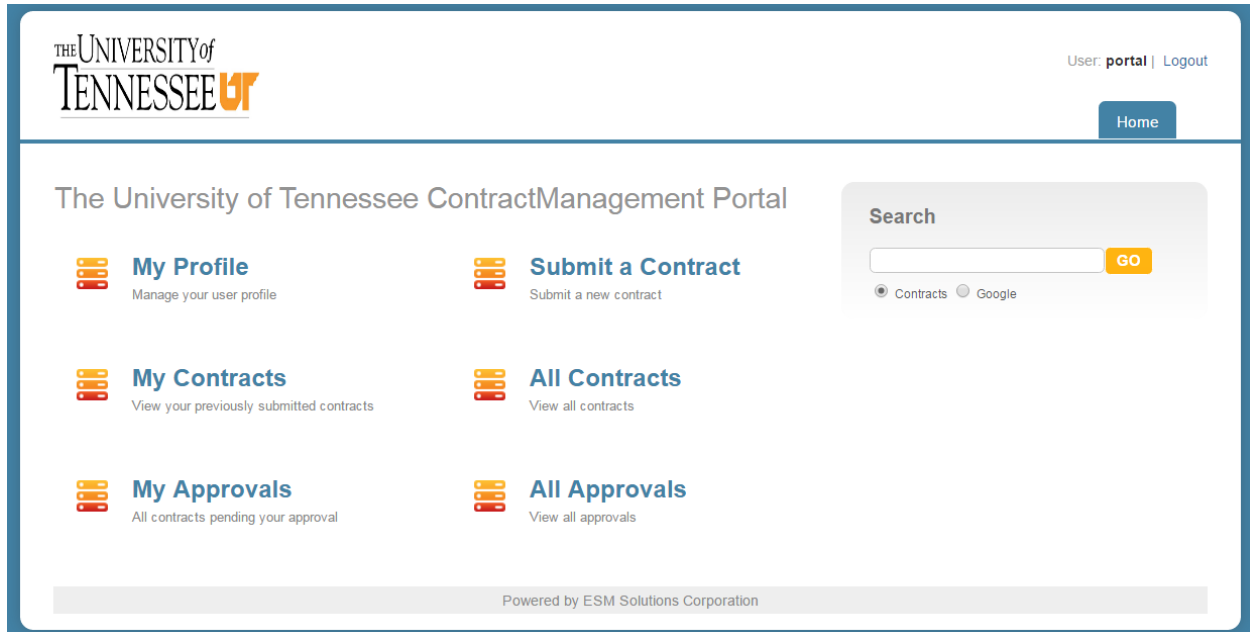 THE UNIVERSITY of
TENNESSEE UT
User: portal | Logout
Home
The University of Tennessee ContractManagement Portal
My Profile
Manage your user profile
Submit a Contract
Submit a new contract
My Contracts
View your previously submitted contracts
All Contracts
View all contracts
My Approvals
All contracts pending your approval
All Approvals
View all approvals
Search
GO
Contracts Google
Powered by ESM Solutions Corporation